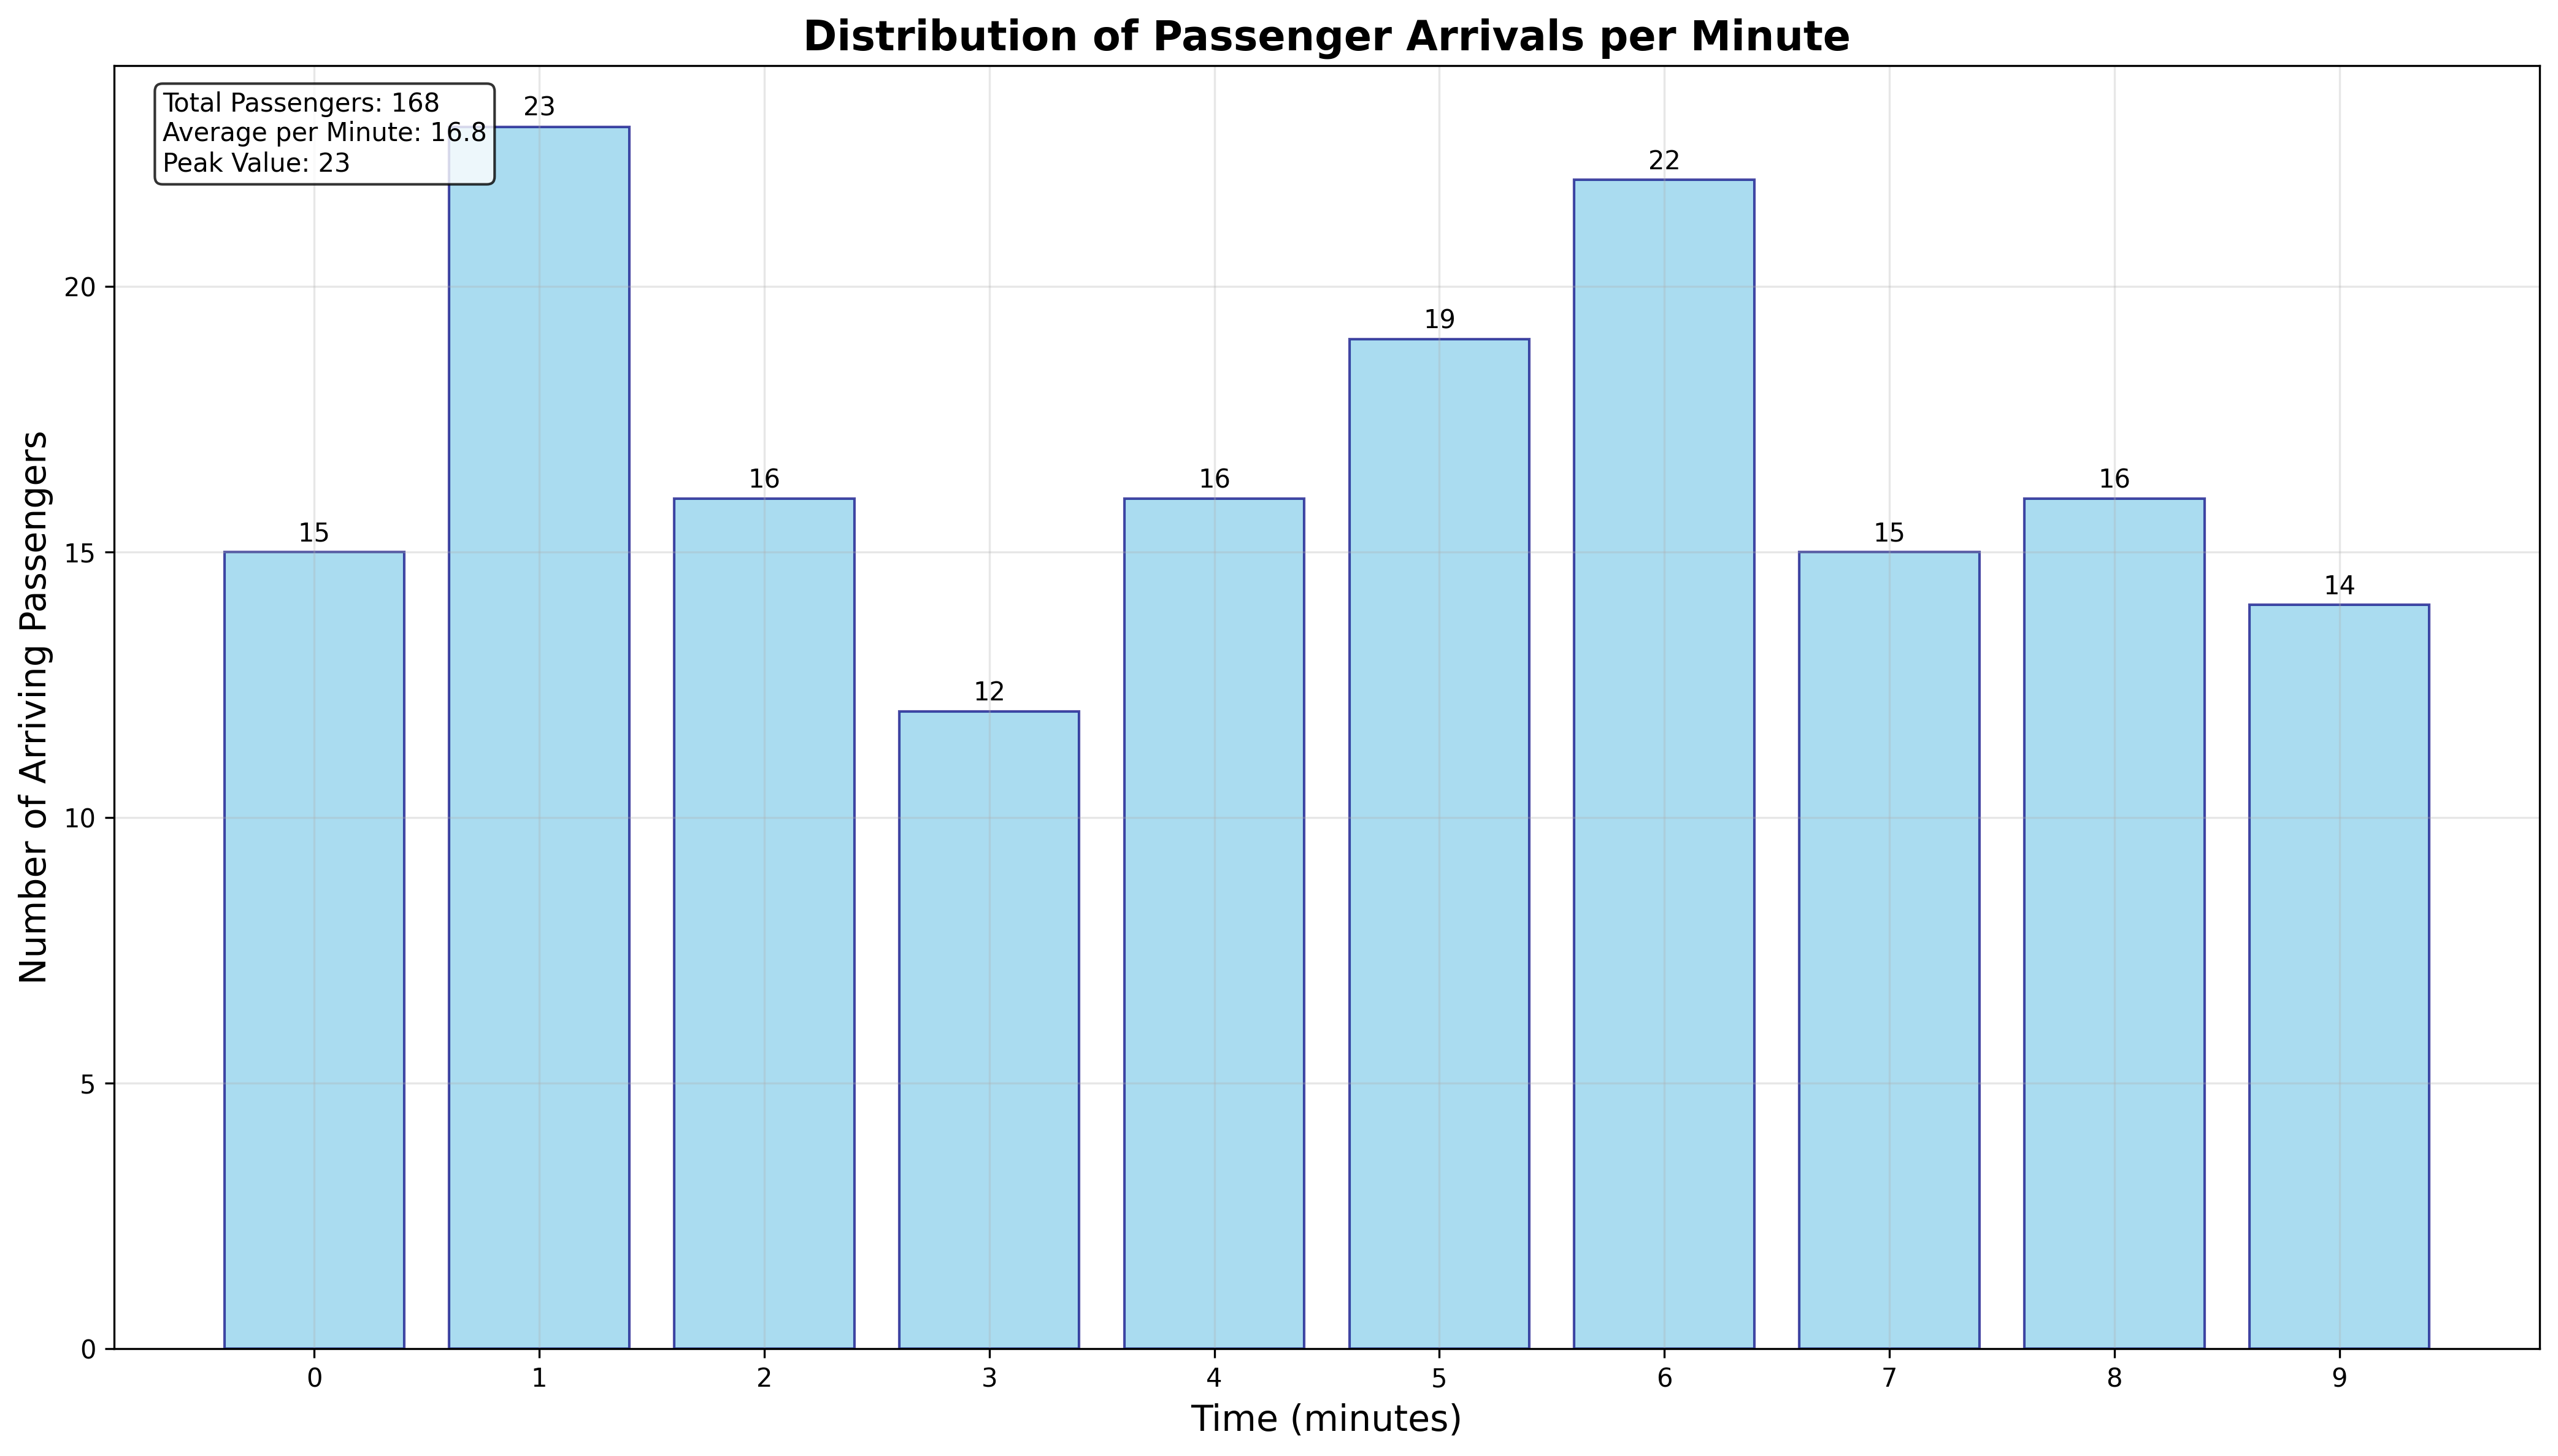 Distribution of Passenger Arrivals per Minute
Total Passengers: 168
Average per Minute: 16.8
Peak Value: 23
23
22
20
19
16
16
16
15
15
15
14
12
10
5
0
Number of Arriving Passengers
0 1 2 3 4 5 6 7 8 9
Time (minutes)